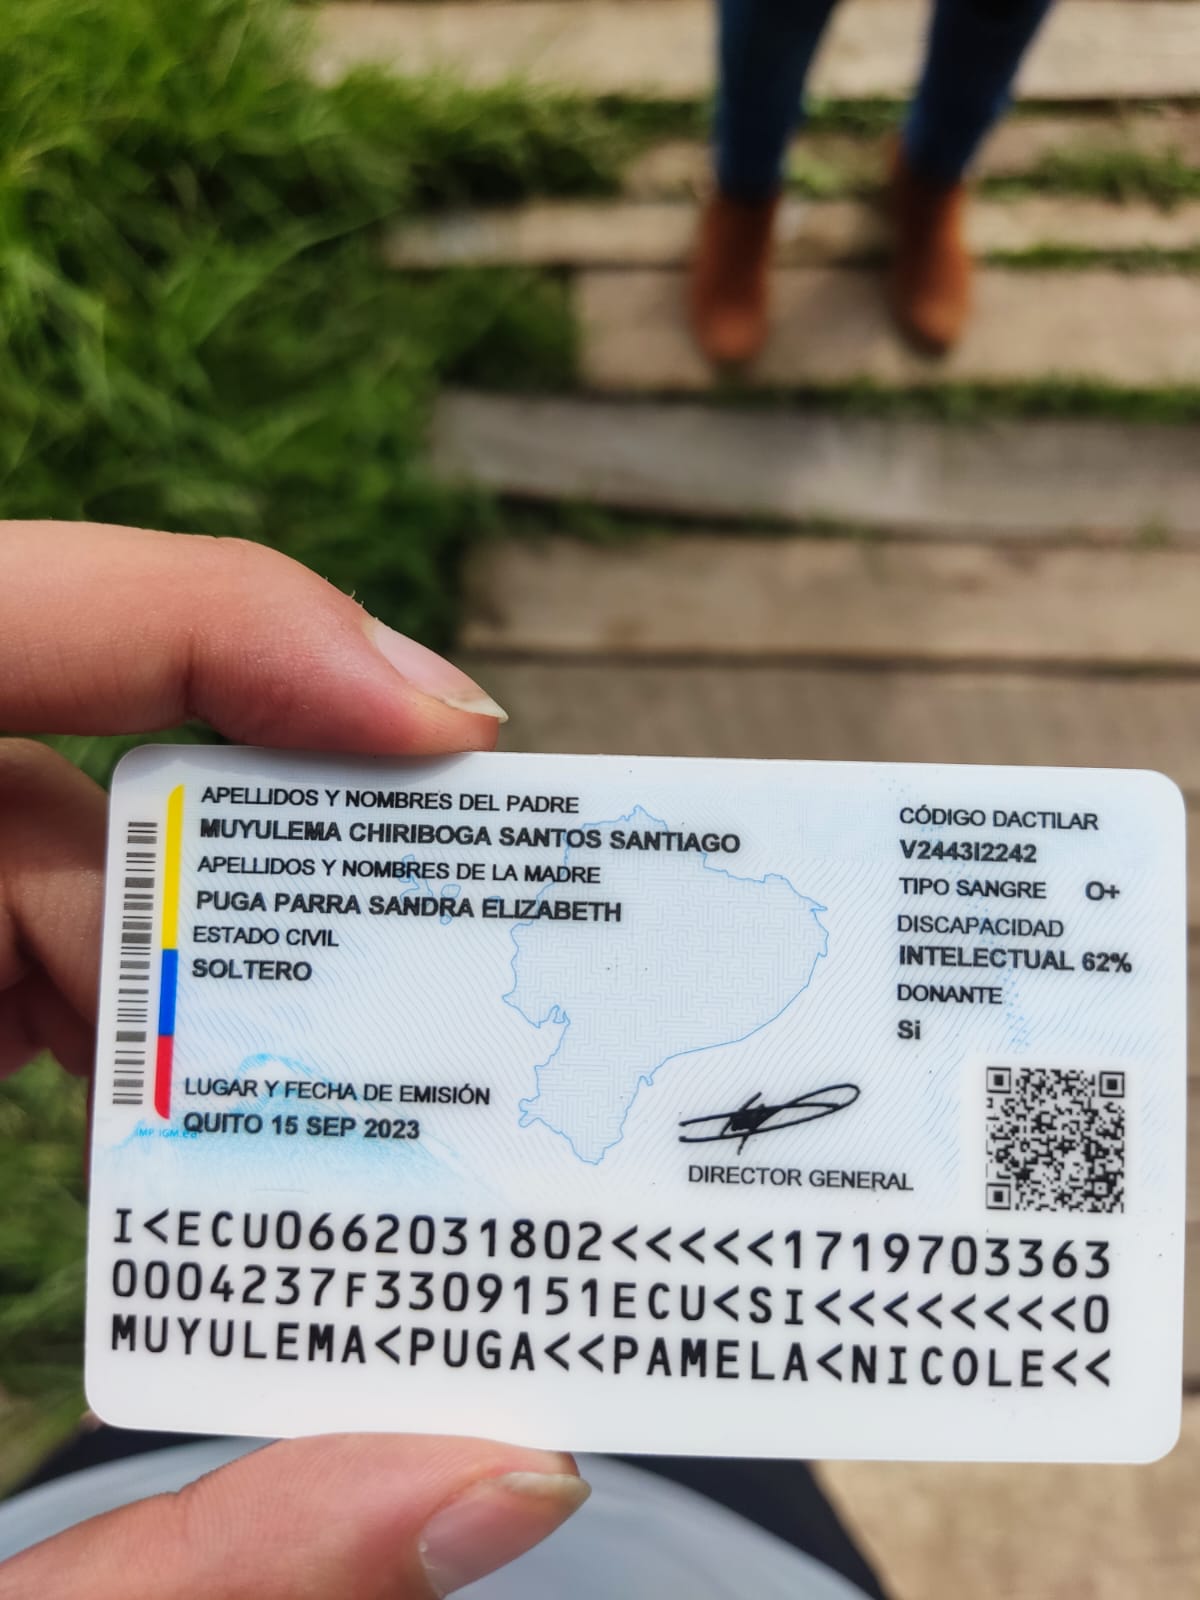 APELLIDOS Y NOMBRES DEL PADRE
MUYULEMA CHIRIBOGA SANTOS SANTIAGO
APELLIDOS Y NOMBRES DE LA MADRE
PUGA PARRA SANDRA ELIZABETH
ESTADO CIVIL
SOLTERO
CÓDIGO DACTILAR
V2443I2242
TIPO SANGRE O+
DISCAPACIDAD
INTELECTUAL 62%
DONANTE
Si
LUGAR Y FECHA DE EMISIÓN
QUITO 15 SEP 2023
DIRECTOR GENERAL
I<ECU0662031802<<<<<1719703363
0004237F3309151ECU<SI<<<<<<<<0
MUYULEMA<PUGA<<PAMELA<NICOLE<<